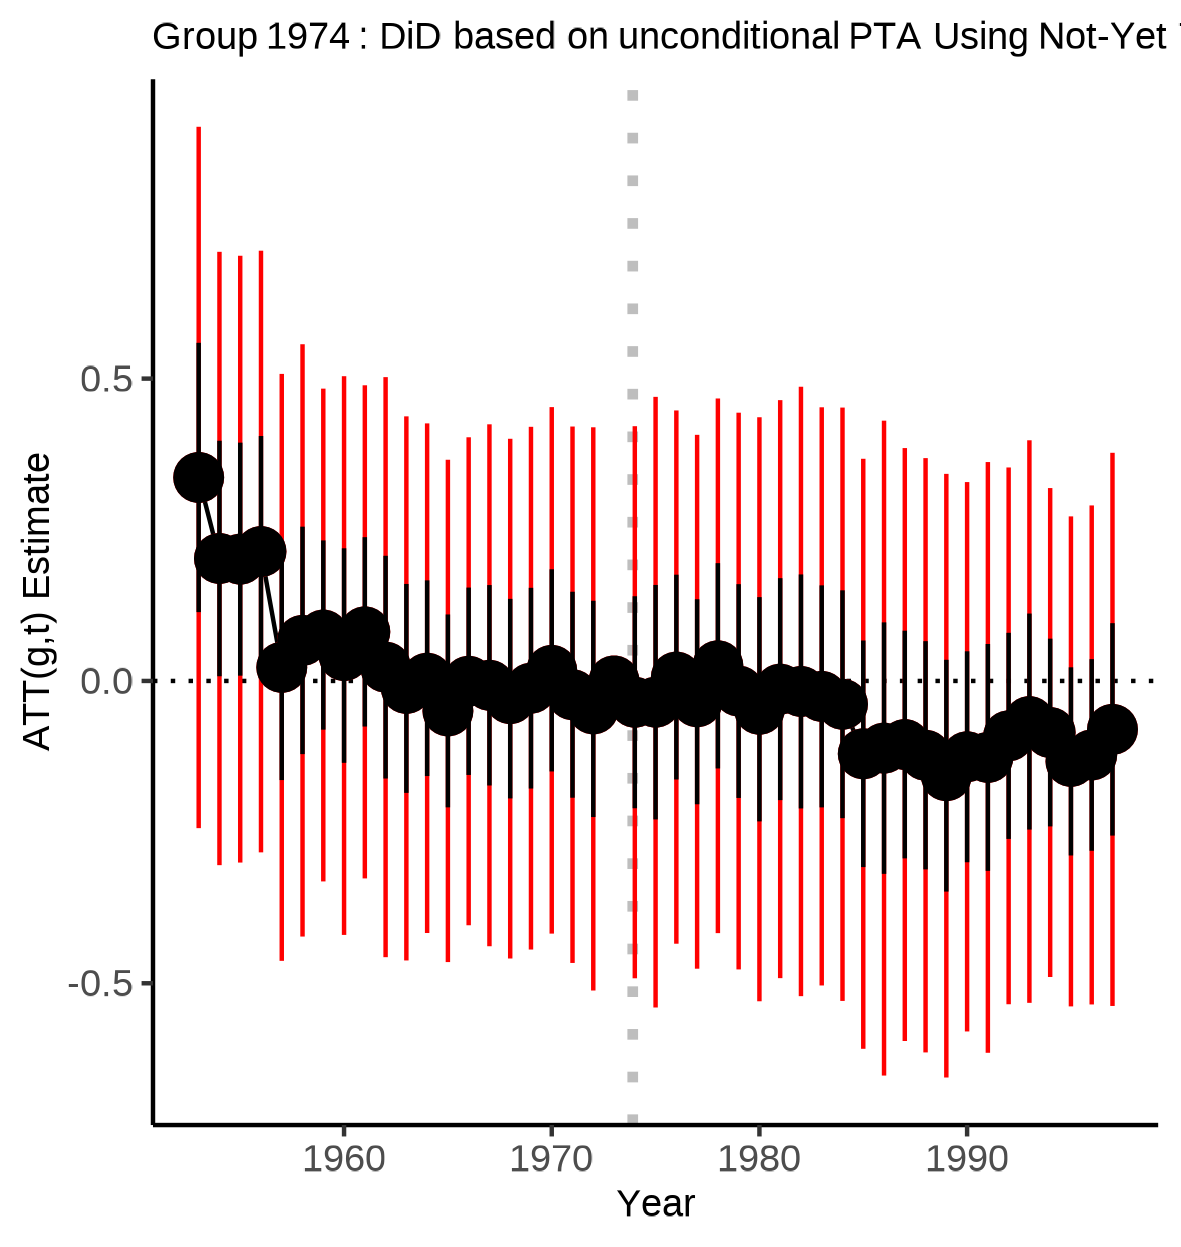 Group 1974 : DiD based on unconditional PTA Using Not-Yet
ATT(g,t) Estimate
0.5
0.0
-0.5
1960 1970 1980 1990
Year